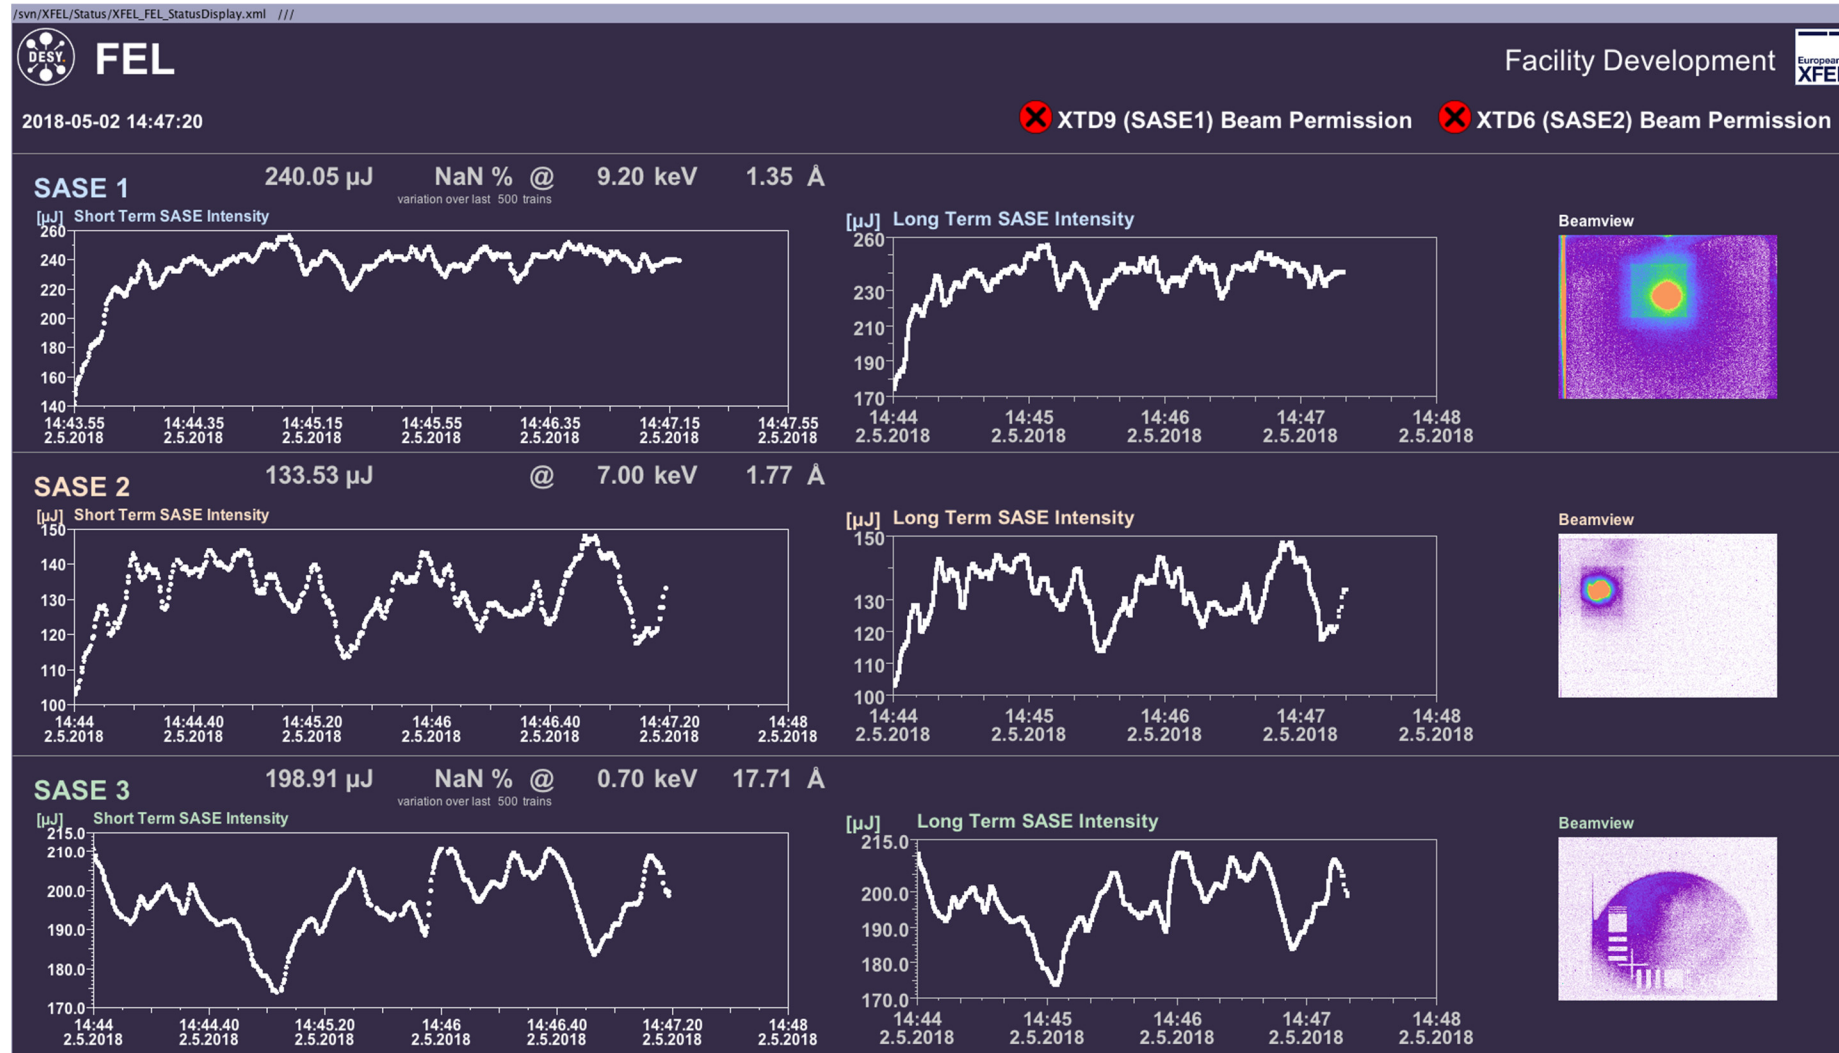 /svn/XFEL/Status/XFEL_FEL_StatusDisplay.xml ///
DESY.
FEL
Facility Development
European
XFEL
2018-05-02 14:47:20
XTD9 (SASE1) Beam Permission
XTD6 (SASE2) Beam Permission
SASE 1
240.05 µJ
NaN % @ 9.20 keV 1.35 Å
variation over last 500 trains
[µJ] Short Term SASE Intensity
260
240
220
200
180
160
140
14:43.55 14:44.35 14:45.15 14:45.55 14:46.35 14:47.15 14:47.55
2.5.2018 2.5.2018 2.5.2018 2.5.2018 2.5.2018 2.5.2018 2.5.2018
[µJ] Long Term SASE Intensity
260
230
210
190
170
14:44 14:45 14:46 14:47 14:48
2.5.2018 2.5.2018 2.5.2018 2.5.2018 2.5.2018
Beamview
SASE 2
133.53 µJ
@ 7.00 keV 1.77 Å
[µJ] Short Term SASE Intensity
150
140
130
120
110
100
14:44 14:44.40 14:45.20 14:46 14:46.40 14:47.20 14:48
2.5.2018 2.5.2018 2.5.2018 2.5.2018 2.5.2018 2.5.2018 2.5.2018
[µJ] Long Term SASE Intensity
150
130
120
110
100
14:44 14:45 14:46 14:47 14:48
2.5.2018 2.5.2018 2.5.2018 2.5.2018 2.5.2018
Beamview
SASE 3
198.91 µJ
NaN % @ 0.70 keV 17.71 Å
variation over last 500 trains
[µJ] Short Term SASE Intensity
215.0
210.0
200.0
190.0
180.0
170.0
14:44 14:44.40 14:45.20 14:46 14:46.40 14:47.20 14:48
2.5.2018 2.5.2018 2.5.2018 2.5.2018 2.5.2018 2.5.2018 2.5.2018
[µJ] Long Term SASE Intensity
215.0
200.0
190.0
180.0
170.0
14:44 14:45 14:46 14:47 14:48
2.5.2018 2.5.2018 2.5.2018 2.5.2018 2.5.2018
Beamview